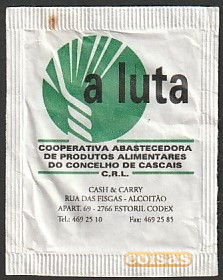 a luta
COOPERATIVA ABASTECEDORA
DE PRODUTOS ALIMENTARES
DO CONCELHO DE CASCAIS
C.R.L.
CASH & CARRY
RUA DAS FISGAS - ALCOITÃO
APART. 69 - 2766 ESTORIL CODEX
Tel.: 469 25 10 Fax: 469 25 85
coisas